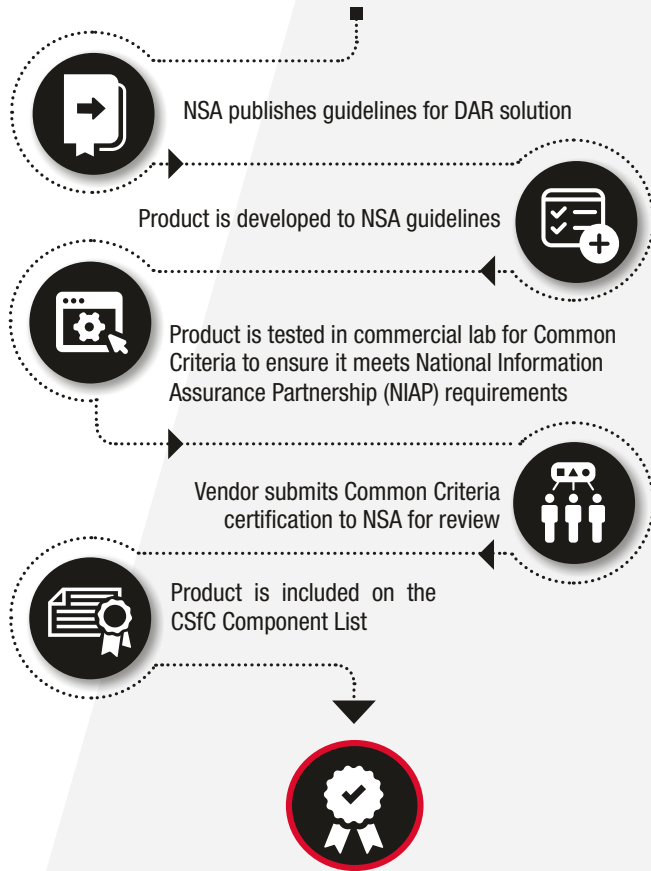 NSA publishes guidelines for DAR solution
Product is developed to NSA guidelines
Product is tested in commercial lab for Common
Criteria to ensure it meets National Information
Assurance Partnership (NIAP) requirements
Vendor submits Common Criteria
certification to NSA for review
Product is included on the
CSfC Component List